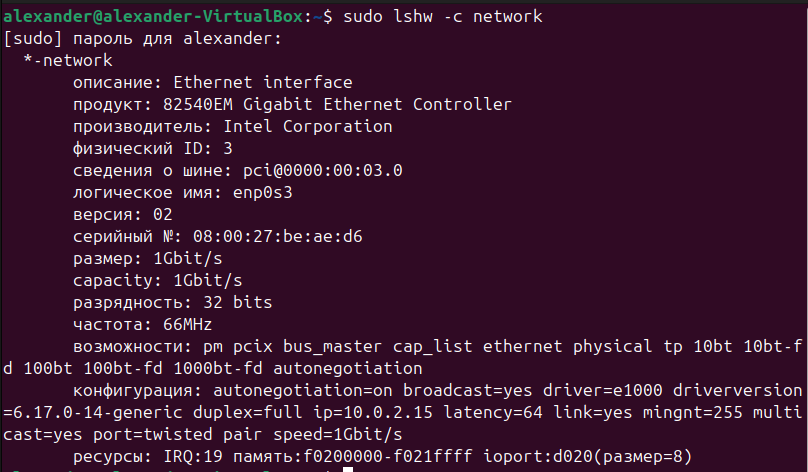 alexander@alexander-VirtualBox:~$ sudo lshw -c network
[sudo] пароль для alexander:
*-network
описание: Ethernet interface
продукт: 82540EM Gigabit Ethernet Controller
производитель: Intel Corporation
физический ID: 3
сведения о шине: pci@0000:00:03.0
логическое имя: enp0s3
версия: 02
серийный №: 08:00:27:be:ae:d6
размер: 1Gbit/s
capacity: 1Gbit/s
разрядность: 32 bits
частота: 66MHz
возможности: pm pcix bus_master cap_list ethernet physical tp 10bt 10bt-f
d 100bt 100bt-fd 1000bt-fd autonegotiation
конфигурация: autonegotiation=on broadcast=yes driver=e1000 driverversion
=6.17.0-14-generic duplex=full ip=10.0.2.15 latency=64 link=yes mingnt=255 multi
cast=yes port=twisted pair speed=1Gbit/s
ресурсы: IRQ:19 память:f0200000-f021ffff ioport:d020(размер=8)